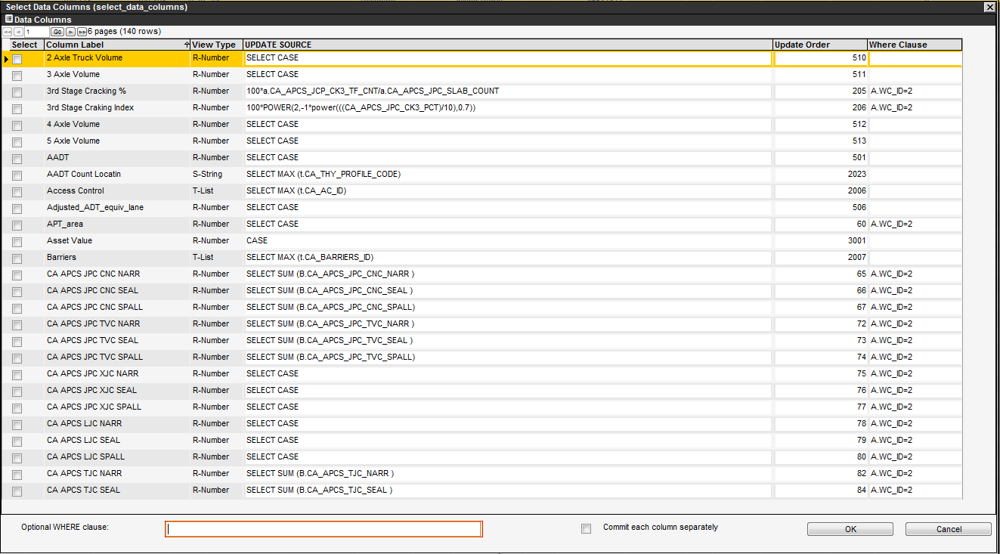 Select Data Columns (select_data_columns)
Data Columns
<< < 1 Go > >> 6 pages (140 rows)
Select Column Label View Type UPDATE SOURCE Update Order Where Clause
2 Axle Truck Volume R-Number SELECT CASE 510
3 Axle Volume R-Number SELECT CASE 511
3rd Stage Cracking % R-Number 100*a.CA_APCS_JCP_CK3_TF_CNT/a.CA_APCS_JPC_SLAB_COUNT 205 A.WC_ID=2
3rd Stage Craking Index R-Number 100*POWER(2,-1*power(((CA_APCS_JPC_CK3_PCT)/10),0.7)) 206 A.WC_ID=2
4 Axle Volume R-Number SELECT CASE 512
5 Axle Volume R-Number SELECT CASE 513
AADT R-Number SELECT CASE 501
AADT Count Locatin S-String SELECT MAX (t.CA_THY_PROFILE_CODE) 2023
Access Control T-List SELECT MAX (t.CA_AC_ID) 2006
Adjusted_ADT_equiv_lane R-Number SELECT CASE 506
APT_area R-Number SELECT CASE 60 A.WC_ID=2
Asset Value R-Number CASE 3001
Barriers T-List SELECT MAX (t.CA_BARRIERS_ID) 2007
CA APCS JPC CNC NARR R-Number SELECT SUM (B.CA_APCS_JPC_CNC_NARR ) 65 A.WC_ID=2
CA APCS JPC CNC SEAL R-Number SELECT SUM (B.CA_APCS_JPC_CNC_SEAL ) 66 A.WC_ID=2
CA APCS JPC CNC SPALL R-Number SELECT SUM (B.CA_APCS_JPC_CNC_SPALL) 67 A.WC_ID=2
CA APCS JPC TVC NARR R-Number SELECT SUM (B.CA_APCS_JPC_TVC_NARR ) 72 A.WC_ID=2
CA APCS JPC TVC SEAL R-Number SELECT SUM (B.CA_APCS_JPC_TVC_SEAL ) 73 A.WC_ID=2
CA APCS JPC TVC SPALL R-Number SELECT SUM (B.CA_APCS_JPC_TVC_SPALL) 74 A.WC_ID=2
CA APCS JPC XJC NARR R-Number SELECT CASE 75 A.WC_ID=2
CA APCS JPC XJC SEAL R-Number SELECT CASE 76 A.WC_ID=2
CA APCS JPC XJC SPALL R-Number SELECT CASE 77 A.WC_ID=2
CA APCS LJC NARR R-Number SELECT CASE 78 A.WC_ID=2
CA APCS LJC SEAL R-Number SELECT CASE 79 A.WC_ID=2
CA APCS LJC SPALL R-Number SELECT CASE 80 A.WC_ID=2
CA APCS TJC NARR R-Number SELECT SUM (B.CA_APCS_TJC_NARR ) 82 A.WC_ID=2
CA APCS TJC SEAL R-Number SELECT SUM (B.CA_APCS_TJC_SEAL ) 84 A.WC_ID=2
Optional WHERE clause: Commit each column separately OK Cancel